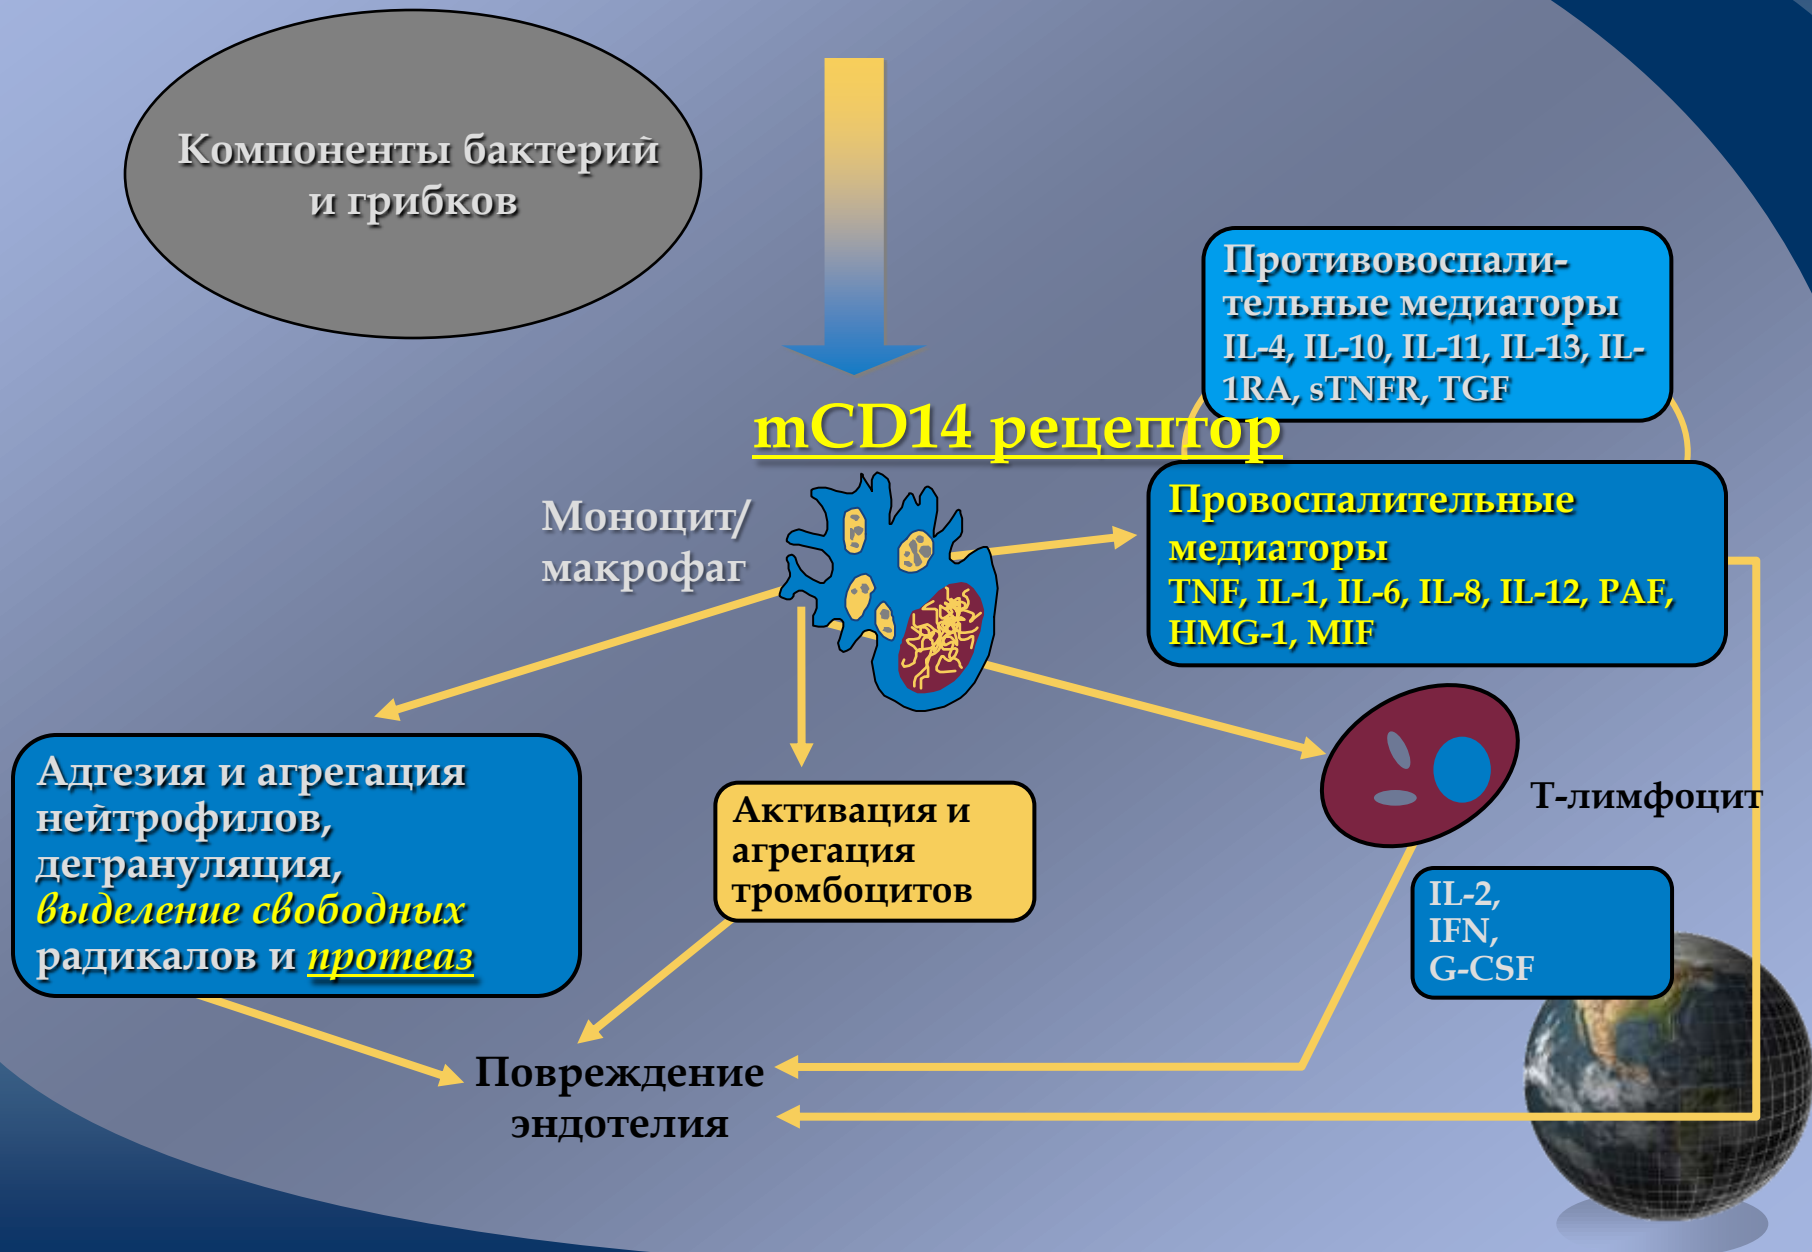 Компоненты бактерий
и грибков
Противовоспали-
тельные медиаторы
IL-4, IL-10, IL-11, IL-13, IL-
1RA, sTNFR, TGF
mCD14 рецептор
Моноцит/
макрофаг
Провоспалительные
медиаторы
TNF, IL-1, IL-6, IL-8, IL-12, PAF,
HMG-1, MIF
Адгезия и агрегация
нейтрофилов,
дегрануляция,
выделение свободных
радикалов и протеаз
Активация и
агрегация
тромбоцитов
Т-лимфоцит
IL-2,
IFN,
G-CSF
Повреждение
эндотелия